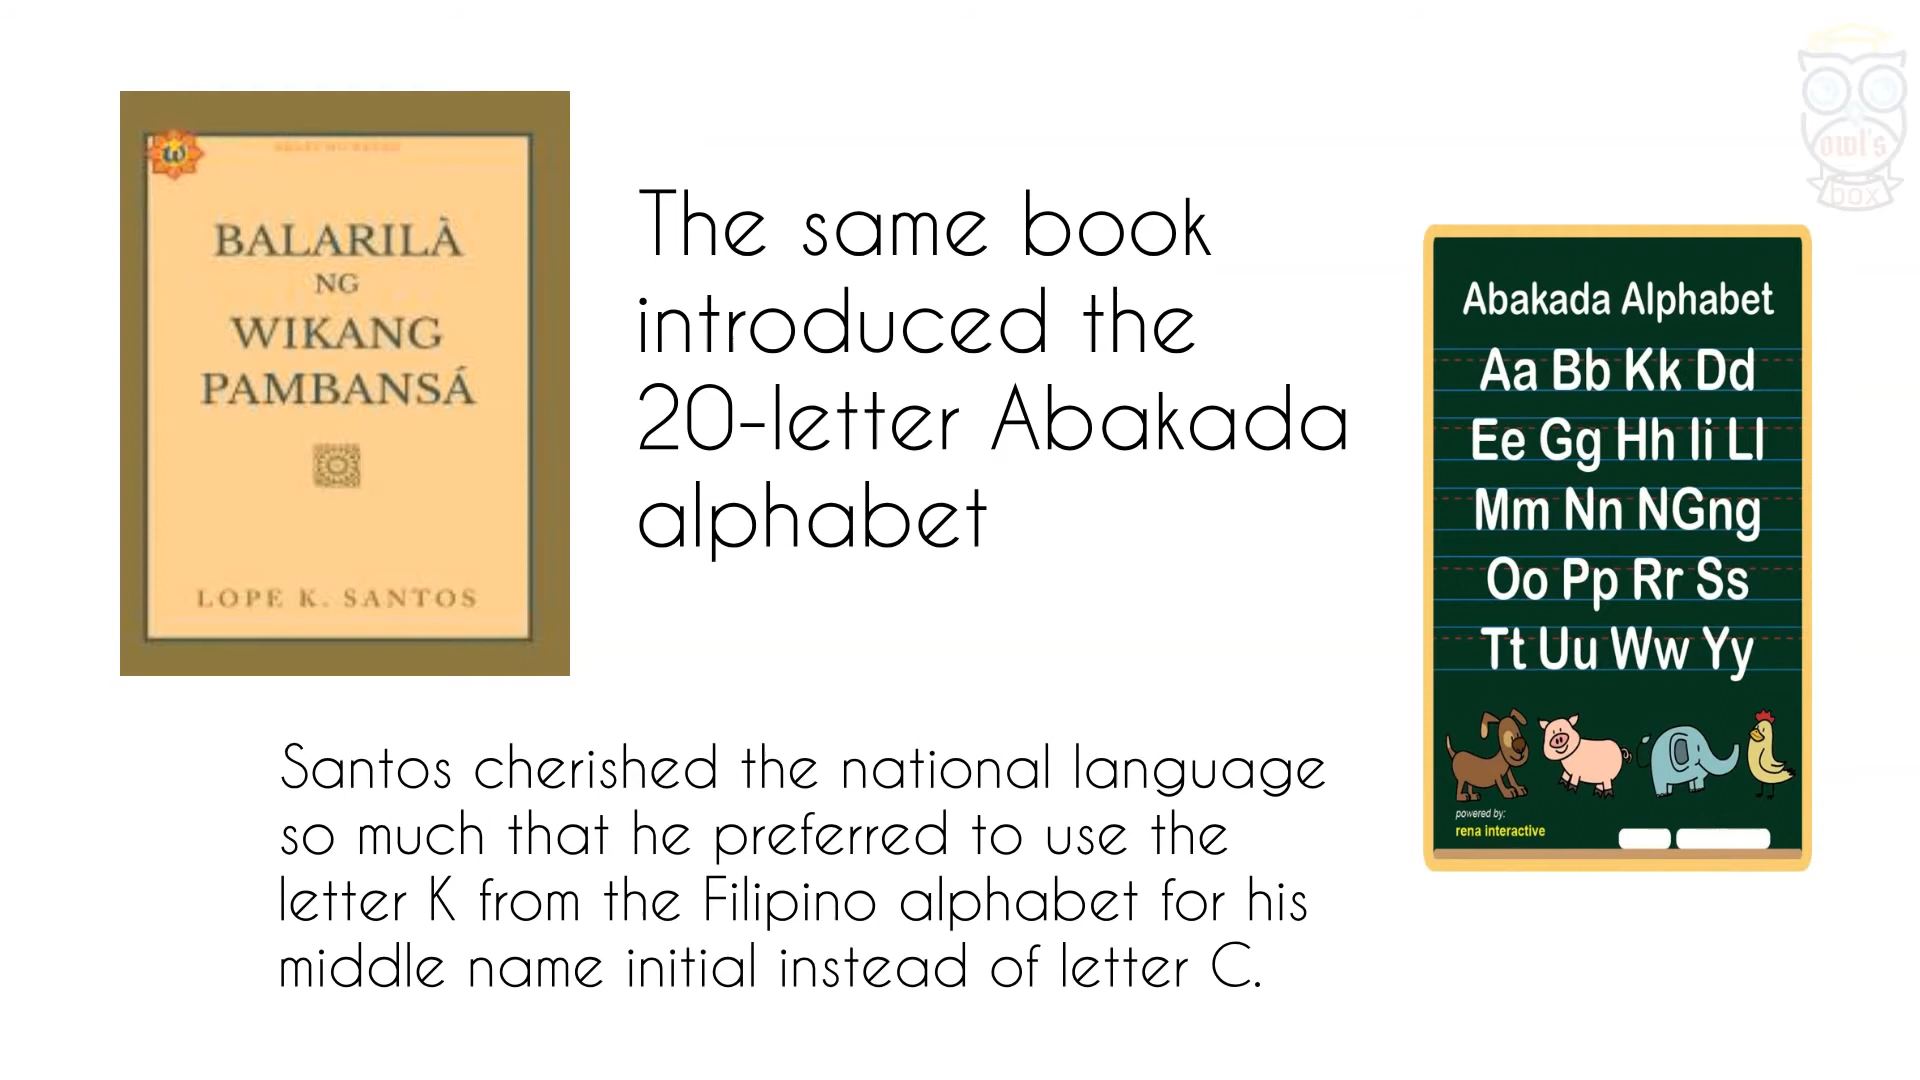 BALARILÀ
NG
WIKANG
PAMBANSÁ
LOPE K. SANTOS
The same book
introduced the
20-letter Abakada
alphabet
Abakada Alphabet
Aa Bb Kk Dd
Ee Gg Hh Ii Ll
Mm Nn NGng
Oo Pp Rr Ss
Tt Uu Ww Yy
powered by:
rena interactive
Santos cherished the national language
so much that he preferred to use the
letter K from the Filipino alphabet for his
middle name initial instead of letter C.
owl's
box